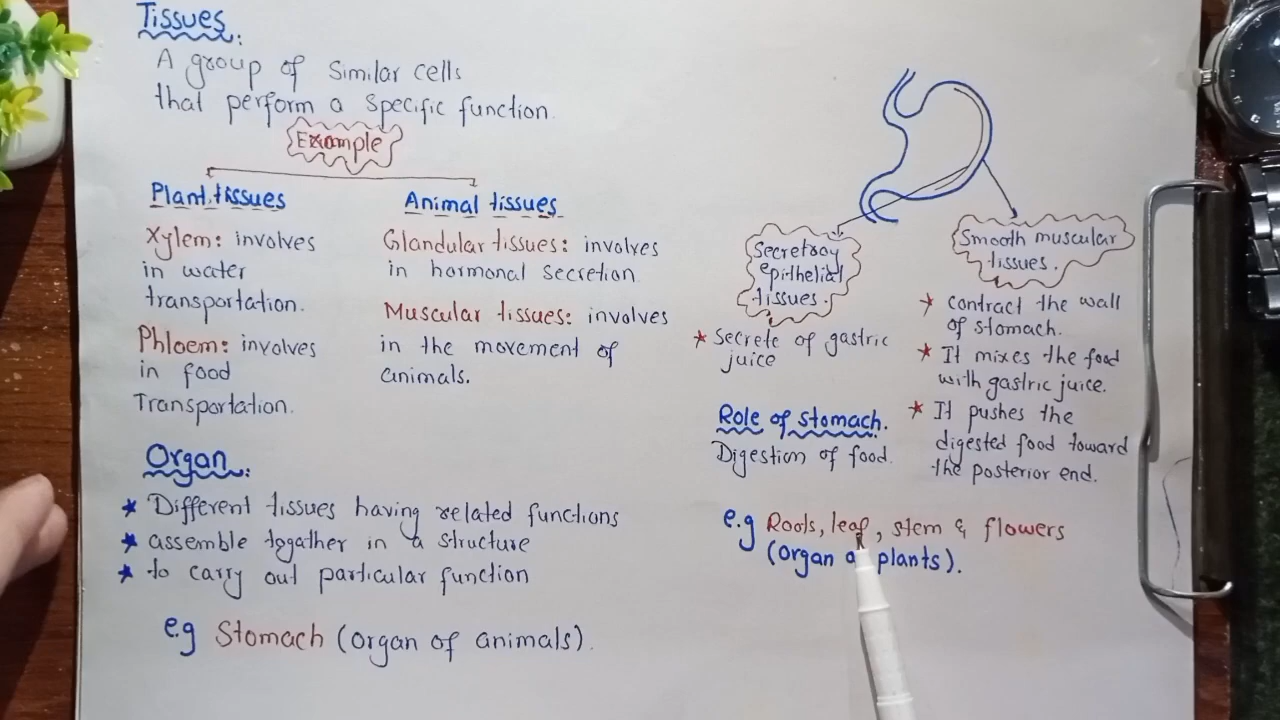 Tissues:
A group of similar cells
that perform a specific function.
Example
Plant tissues
Xylem: involves
in water
transportation.
Phloem: involves
in food
Transportation.
Animal tissues
Glandular tissues: involves
in hormonal secretion.
Muscular tissues: involves
in the movement of
animals.
Organ:
* Different tissues having related functions
* assemble together in a structure
* to carry out particular function
e.g Stomach (organ of animals).
Secretory
epithelial
tissues.
* Secrete of gastric
juice
Smooth muscular
tissues.
* contract the wall
of stomach.
* It mixes the food
with gastric juice.
* It pushes the
digested food toward
the posterior end.
Role of stomach.
Digestion of food.
e.g Roots, leaf, stem & flowers
(organ of plants).